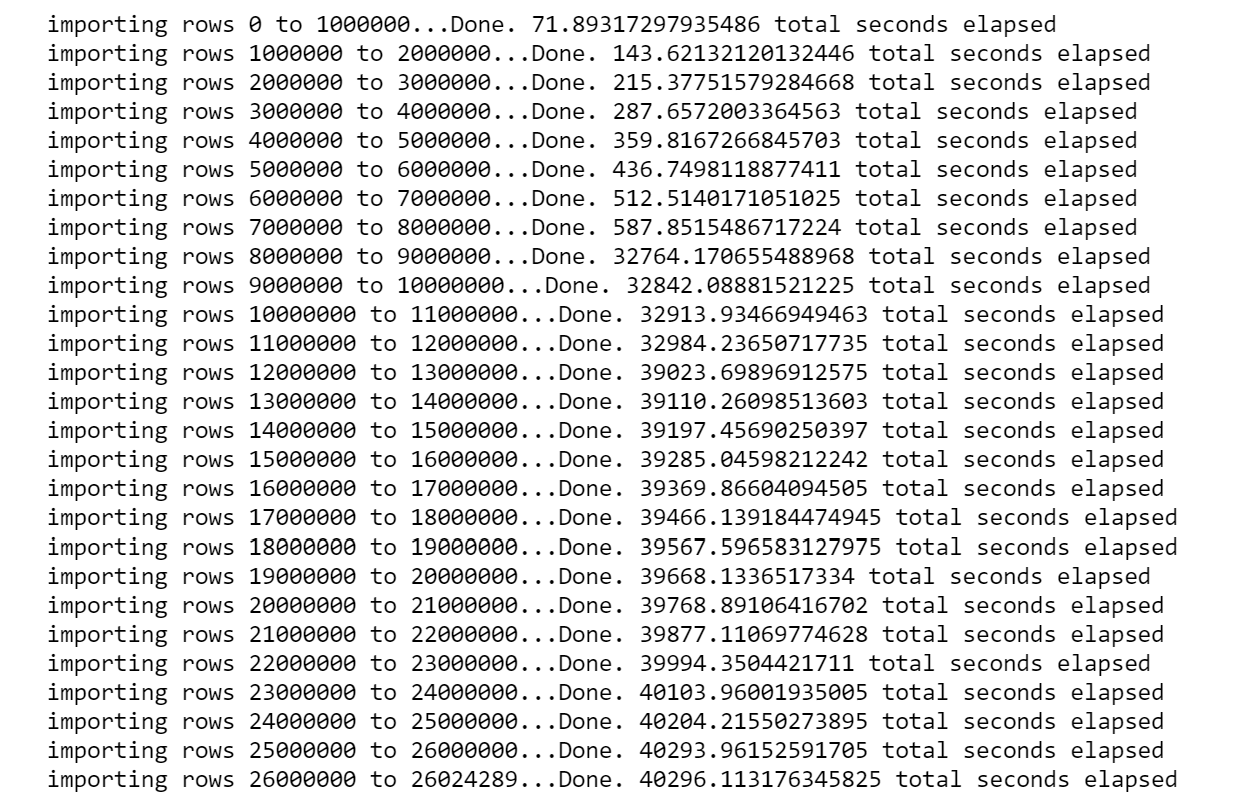 importing rows 0 to 1000000...Done. 71.89317297935486 total seconds elapsed
importing rows 1000000 to 2000000...Done. 143.62132120132446 total seconds elapsed
importing rows 2000000 to 3000000...Done. 215.37751579284668 total seconds elapsed
importing rows 3000000 to 4000000...Done. 287.6572003364563 total seconds elapsed
importing rows 4000000 to 5000000...Done. 359.8167266845703 total seconds elapsed
importing rows 5000000 to 6000000...Done. 436.7498118877411 total seconds elapsed
importing rows 6000000 to 7000000...Done. 512.5140171051025 total seconds elapsed
importing rows 7000000 to 8000000...Done. 587.8515486717224 total seconds elapsed
importing rows 8000000 to 9000000...Done. 32764.170655488968 total seconds elapsed
importing rows 9000000 to 10000000...Done. 32842.08881521225 total seconds elapsed
importing rows 10000000 to 11000000...Done. 32913.93466949463 total seconds elapsed
importing rows 11000000 to 12000000...Done. 32984.23650717735 total seconds elapsed
importing rows 12000000 to 13000000...Done. 39023.69896912575 total seconds elapsed
importing rows 13000000 to 14000000...Done. 39110.26098513603 total seconds elapsed
importing rows 14000000 to 15000000...Done. 39197.45690250397 total seconds elapsed
importing rows 15000000 to 16000000...Done. 39285.04598212242 total seconds elapsed
importing rows 16000000 to 17000000...Done. 39369.86604094505 total seconds elapsed
importing rows 17000000 to 18000000...Done. 39466.139184474945 total seconds elapsed
importing rows 18000000 to 19000000...Done. 39567.596583127975 total seconds elapsed
importing rows 19000000 to 20000000...Done. 39668.1336517334 total seconds elapsed
importing rows 20000000 to 21000000...Done. 39768.89106416702 total seconds elapsed
importing rows 21000000 to 22000000...Done. 39877.11069774628 total seconds elapsed
importing rows 22000000 to 23000000...Done. 39994.3504421711 total seconds elapsed
importing rows 23000000 to 24000000...Done. 40103.96001935005 total seconds elapsed
importing rows 24000000 to 25000000...Done. 40204.21550273895 total seconds elapsed
importing rows 25000000 to 26000000...Done. 40293.96152591705 total seconds elapsed
importing rows 26000000 to 26024289...Done. 40296.113176345825 total seconds elapsed